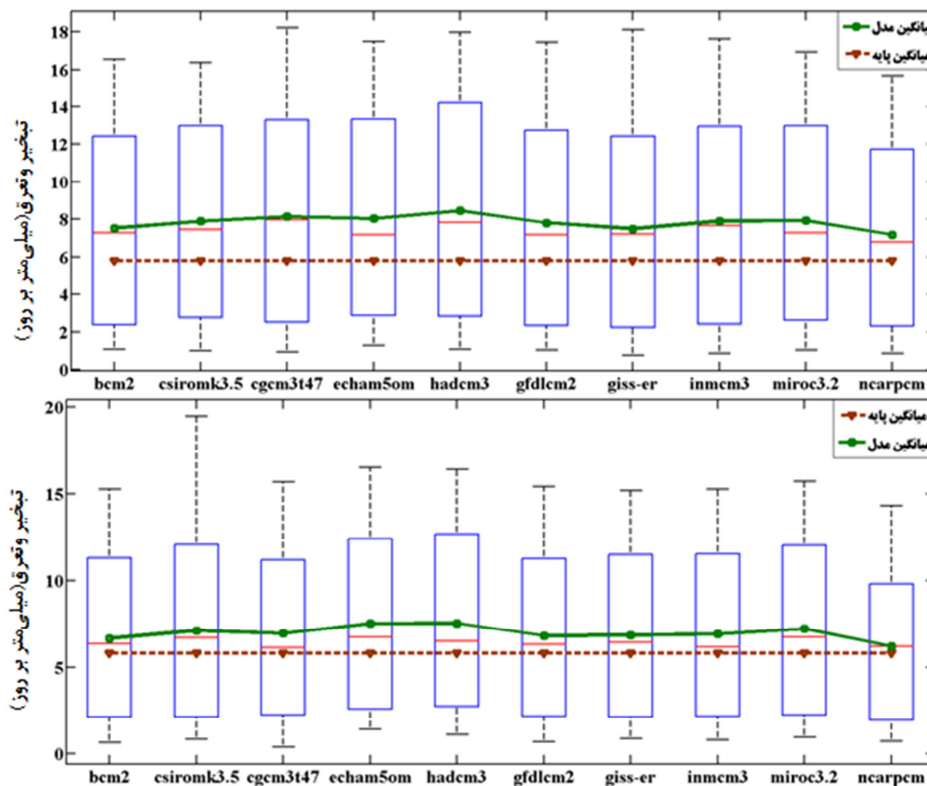 میانگین مدل
میانگین پایه
تبخیر وتعرق(میلی‌متر بر روز)
18
16
14
12
10
8
6
4
2
0
bcm2 csiromk3.5 cgcm3t47 echam5om hadcm3 gfdlcm2 giss-er inmcm3 miroc3.2 ncarpcm
میانگین پایه
میانگین مدل
تبخیر وتعرق(میلی‌متر بر روز)
20
15
10
5
0
bcm2 csiromk3.5 cgcm3t47 echam5om hadcm3 gfdlcm2 giss-er inmcm3 miroc3.2 ncarpcm